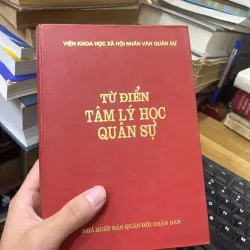 VIỆN KHOA HỌC XÃ HỘI NHÂN VĂN QUÂN SỰ
TỪ ĐIỂN
TÂM LÝ HỌC
QUÂN SỰ
NHÀ XUẤT BẢN QUÂN ĐỘI NHÂN DÂN